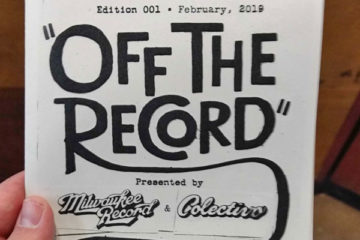 Edition 001 • February, 2019
"OFF THE
RECORD"
Presented by
Milwaukee
Record & Colectivo